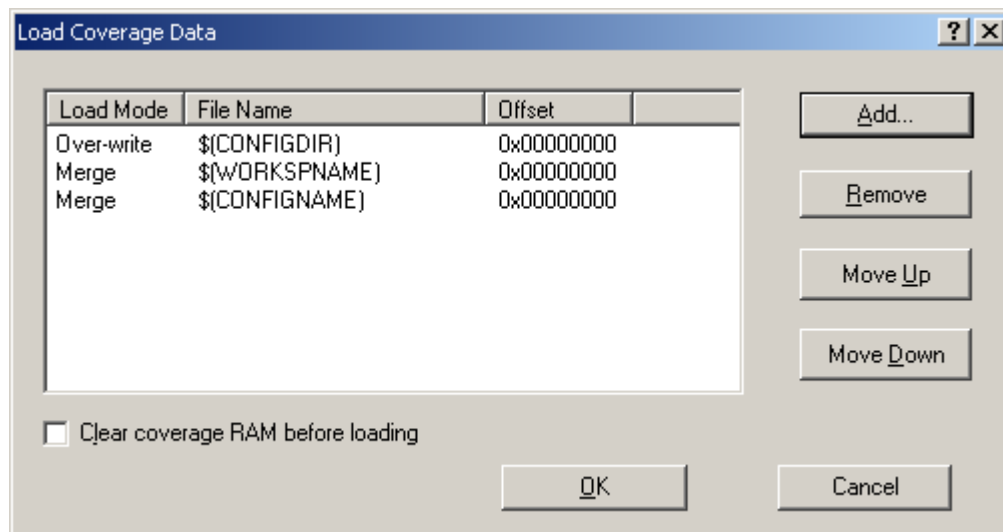 Load Coverage Data
? X
Load Mode File Name Offset
Over-write $(CONFIGDIR) 0x00000000
Merge $(WORKSPNAME) 0x00000000
Merge $(CONFIGNAME) 0x00000000
Add...
Remove
Move Up
Move Down
Clear coverage RAM before loading
OK Cancel